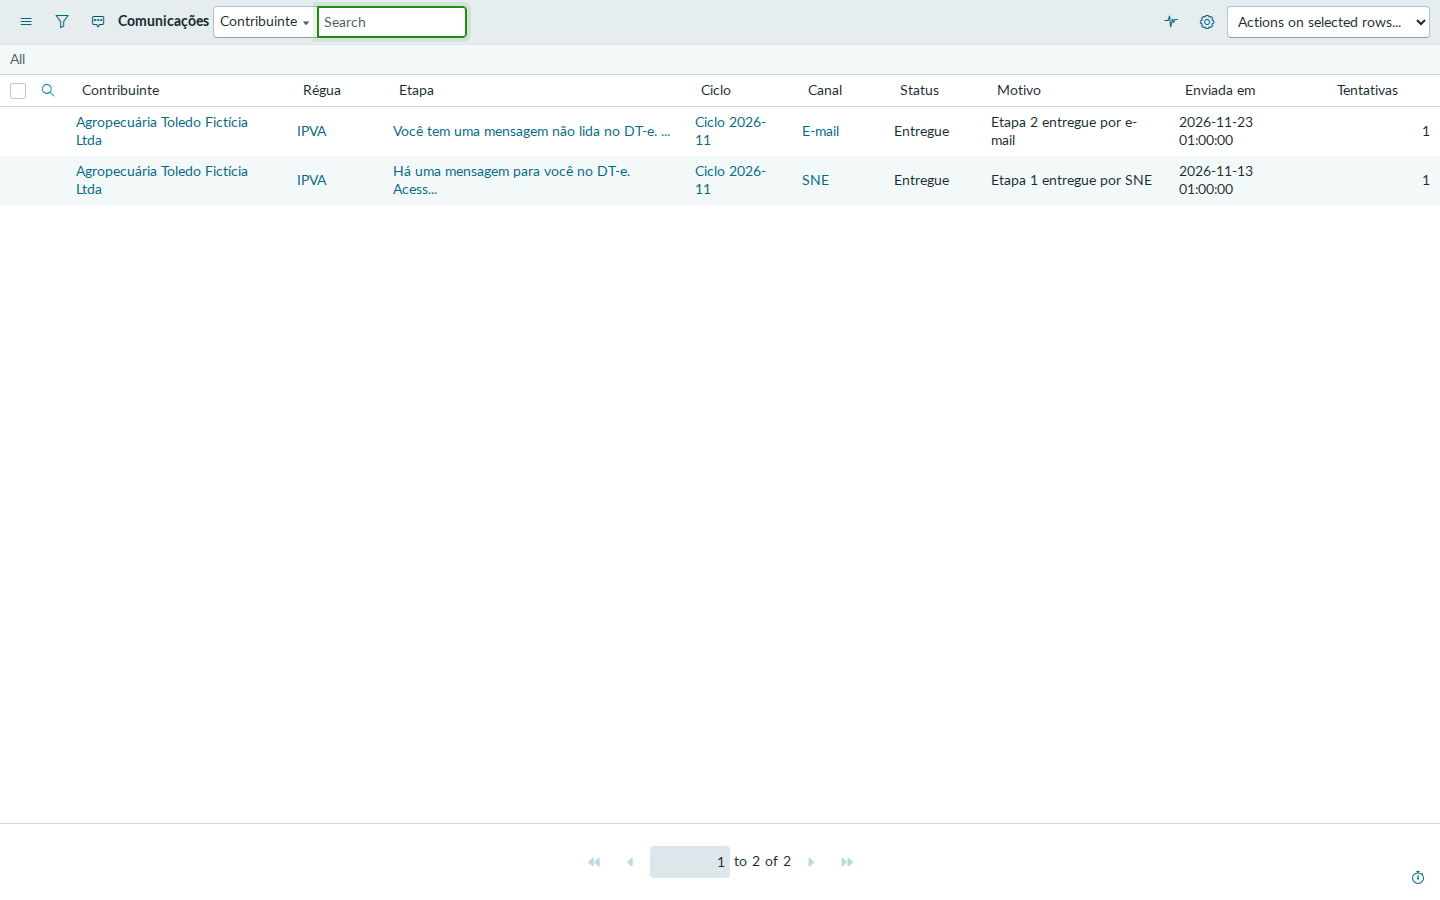 Comunicações Contribuinte Search Actions on selected rows...
All
Contribuinte Régua Etapa Ciclo Canal Status Motivo Enviada em Tentativas
Agropecuária Toledo Fictícia Ltda IPVA Você tem uma mensagem não lida no DT-e. ... Ciclo 2026-11 E-mail Entregue Etapa 2 entregue por e-mail 2026-11-23 01:00:00 1
Agropecuária Toledo Fictícia Ltda IPVA Há uma mensagem para você no DT-e. Acess... Ciclo 2026-11 SNE Entregue Etapa 1 entregue por SNE 2026-11-13 01:00:00 1
1 to 2 of 2